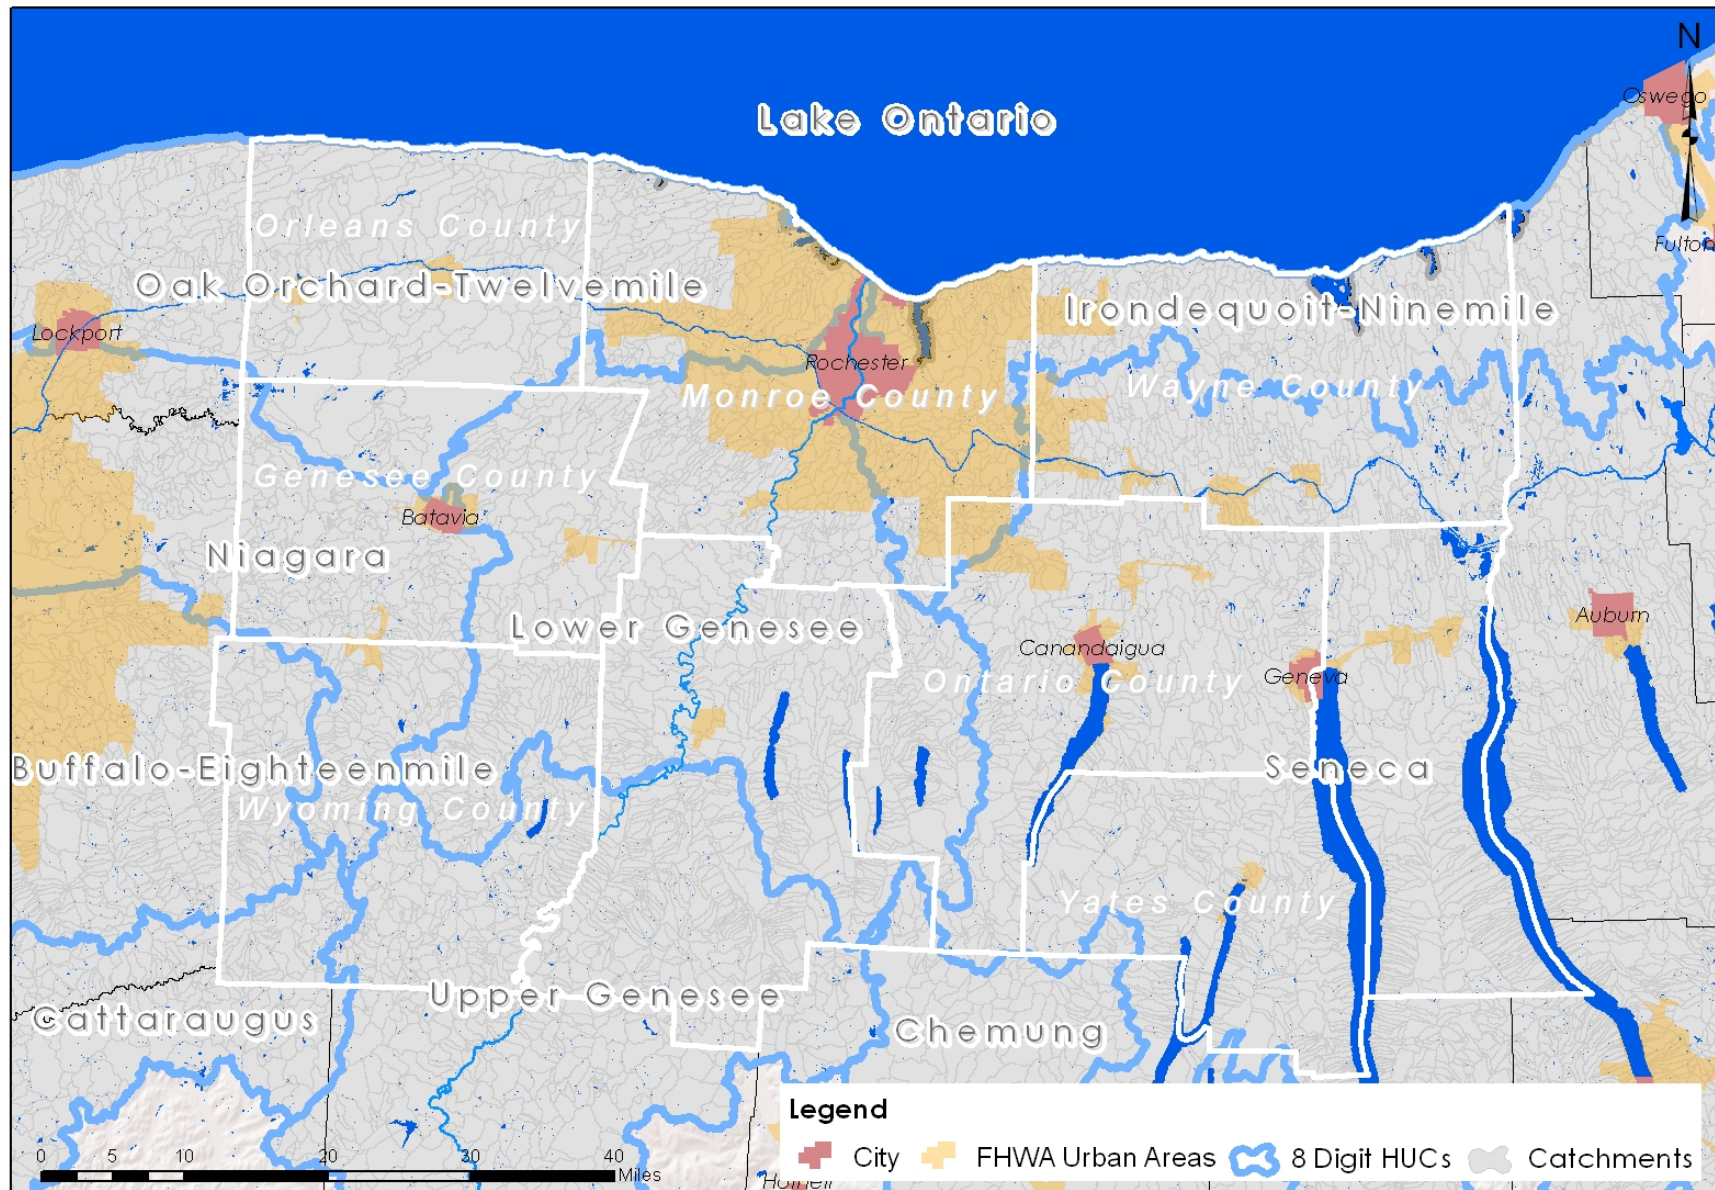 N
Oswego
Lake Ontario
Orleans County
Fulton
Oak Orchard-Twelvemile
Irondequoit-Ninemile
Lockport
Rochester
Monroe County
Wayne County
Genesee County
Batavia
Niagara
Auburn
Lower Genesee
Canandaigua
Ontario County
Geneva
Buffalo-Eighteenmile
Seneca
Wyoming County
Yates County
Upper Genesee
Cattaraugus
Chemung
Legend
City
FHWA Urban Areas
8 Digit HUCs
Catchments
0 5 10 20 30 40
Miles
Hornell